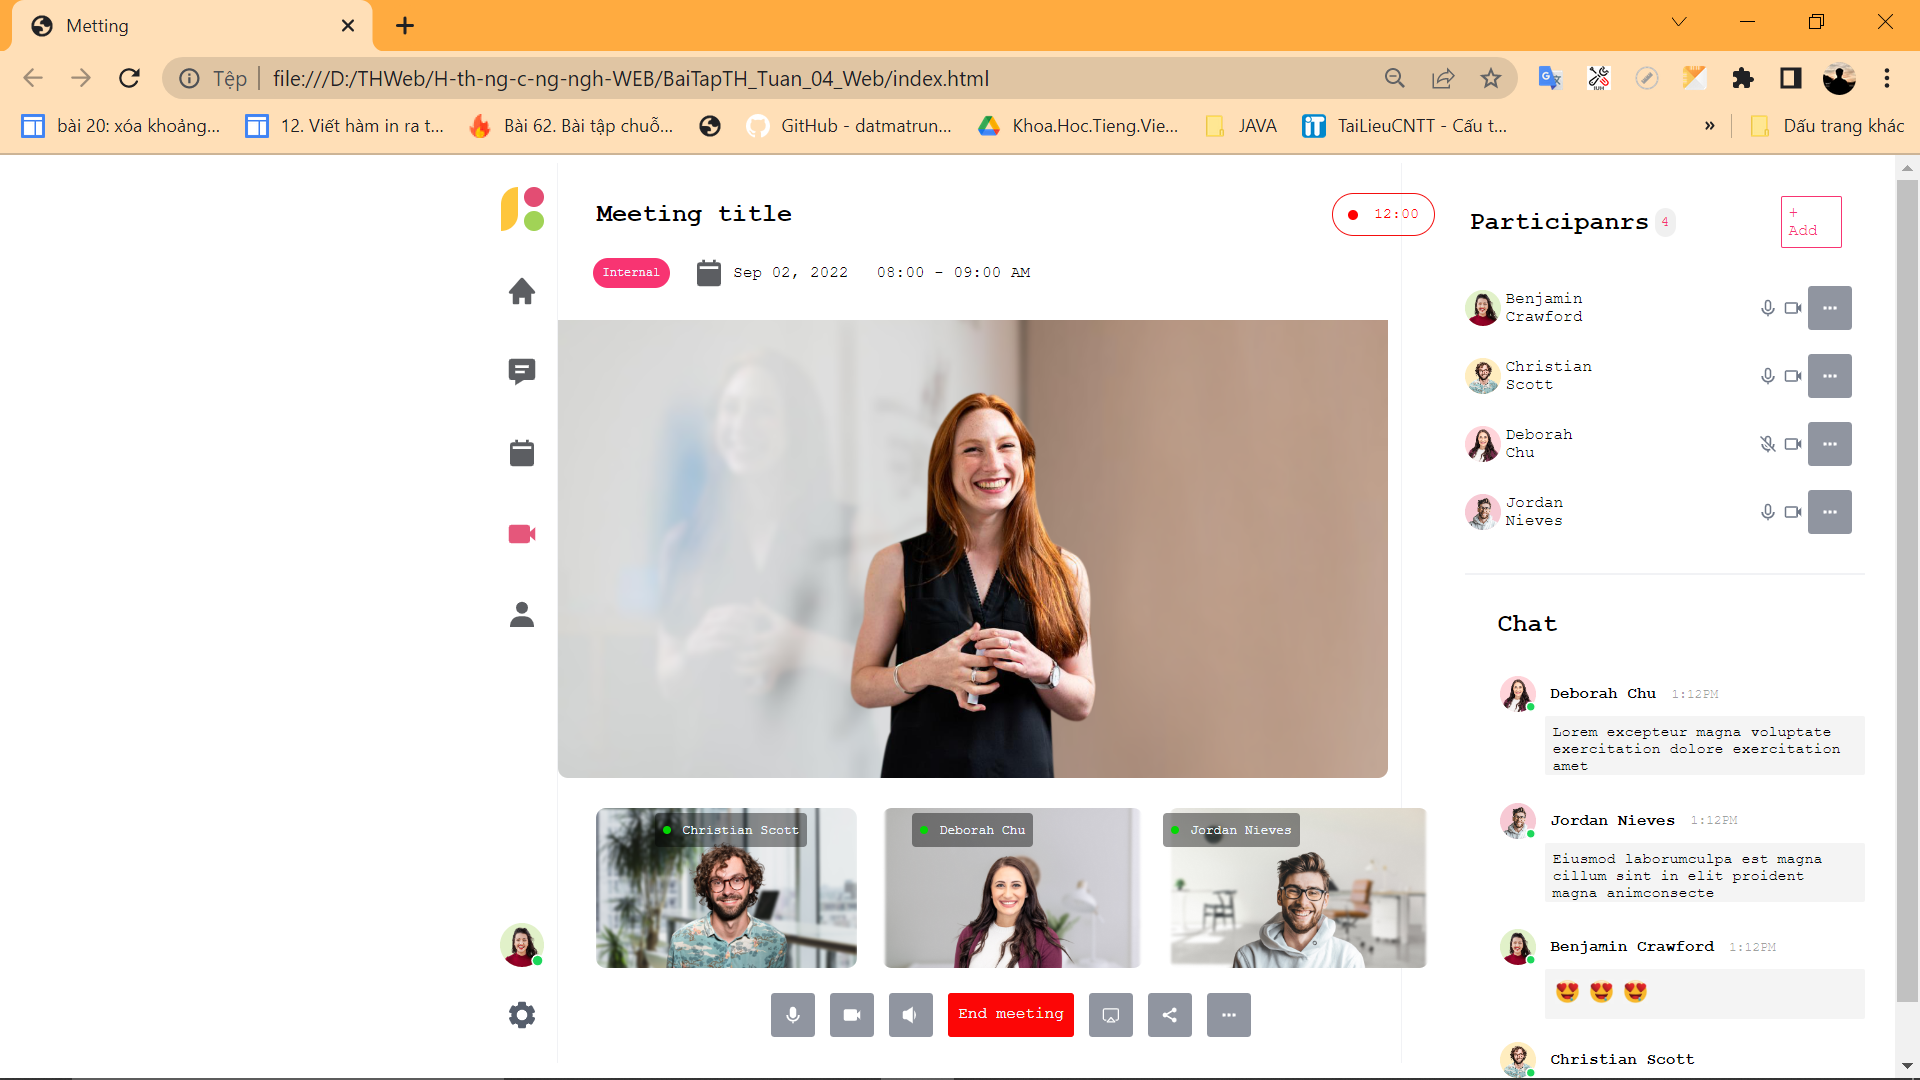 Metting
Tệp
file:///D:/THWeb/H-th-ng-c-ng-ngh-WEB/BaiTapTH_Tuan_04_Web/index.html
bài 20: xóa khoảng...
12. Viết hàm in ra t...
Bài 62. Bài tập chuỗ...
GitHub - datmatrun...
Khoa.Hoc.Tieng.Vie...
JAVA
TaiLieuCNTT - Cấu t...
»
Dấu trang khác
Meeting title
12:00
Internal
Sep 02, 2022
08:00 - 09:00 AM
Christian Scott
Deborah Chu
Jordan Nieves
End meeting
Participanrs 4
+
Add
Benjamin
Crawford
Christian
Scott
Deborah
Chu
Jordan
Nieves
Chat
Deborah Chu 1:12PM
Lorem excepteur magna voluptate
exercitation dolore exercitation
amet
Jordan Nieves 1:12PM
Eiusmod laborumculpa est magna
cillum sint in elit proident
magna animconsecte
Benjamin Crawford 1:12PM
😍 😍 😍
Christian Scott